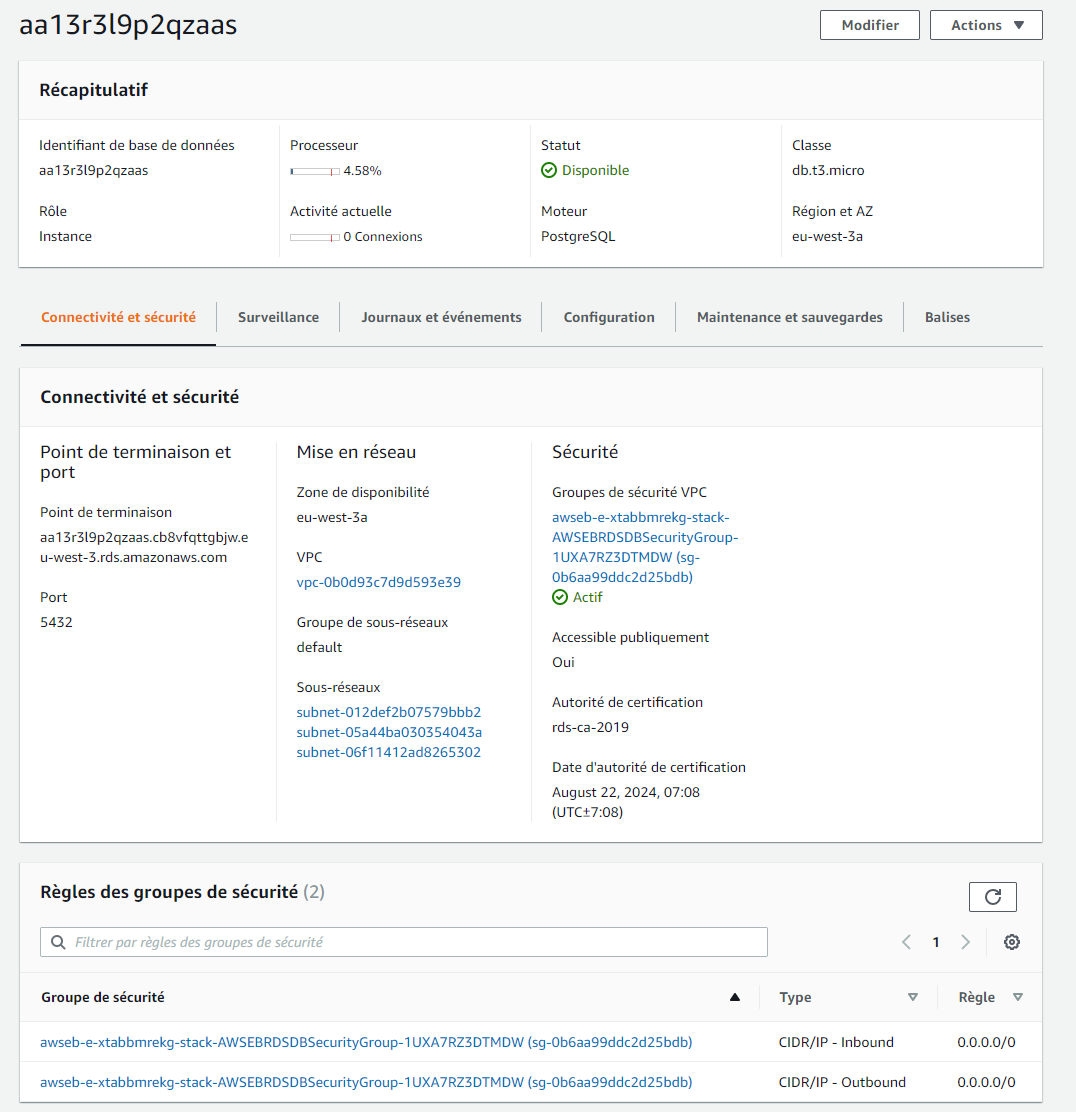 aa13r3l9p2qzaas
Modifier
Actions
Récapitulatif
Identifiant de base de données
aa13r3l9p2qzaas
Processeur
4.58%
Statut
Disponible
Classe
db.t3.micro
Rôle
Instance
Activité actuelle
0 Connexions
Moteur
PostgreSQL
Région et AZ
eu-west-3a
Connectivité et sécurité
Surveillance
Journaux et événements
Configuration
Maintenance et sauvegardes
Balises
Connectivité et sécurité
Point de terminaison et
port
Point de terminaison
aa13r3l9p2qzaas.cb8vfqttgbjw.e
u-west-3.rds.amazonaws.com
Port
5432
Mise en réseau
Zone de disponibilité
eu-west-3a
VPC
vpc-0b0d93c7d9d593e39
Groupe de sous-réseaux
default
Sous-réseaux
subnet-012def2b07579bbb2
subnet-05a44ba030354043a
subnet-06f11412ad8265302
Sécurité
Groupes de sécurité VPC
awseb-e-xtabbmrekg-stack-
AWSEBRDSDBSecurityGroup-
1UXA7RZ3DTMDW (sg-
0b6aa99ddc2d25bdb)
Actif
Accessible publiquement
Oui
Autorité de certification
rds-ca-2019
Date d'autorité de certification
August 22, 2024, 07:08
(UTC±7:08)
Règles des groupes de sécurité (2)
Filtrer par règles des groupes de sécurité
1
Groupe de sécurité
Type
Règle
awseb-e-xtabbmrekg-stack-AWSEBRDSDBSecurityGroup-1UXA7RZ3DTMDW (sg-0b6aa99ddc2d25bdb)
CIDR/IP - Inbound
0.0.0.0/0
awseb-e-xtabbmrekg-stack-AWSEBRDSDBSecurityGroup-1UXA7RZ3DTMDW (sg-0b6aa99ddc2d25bdb)
CIDR/IP - Outbound
0.0.0.0/0